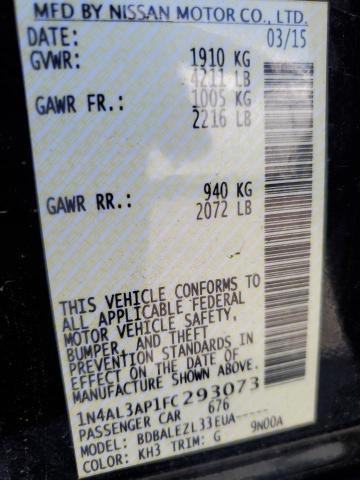 MFD BY NISSAN MOTOR CO., LTD.
DATE: 03/15
GVWR: 1910 KG
4211 LB
GAWR FR.: 1005 KG
2216 LB
GAWR RR.: 940 KG
2072 LB
THIS VEHICLE CONFORMS TO
ALL APPLICABLE FEDERAL
MOTOR VEHICLE SAFETY,
BUMPER, AND THEFT
PREVENTION STANDARDS IN
EFFECT ON THE DATE OF
MANUFACTURE SHOWN ABOVE.
1N4AL3AP1FC293073
PASSENGER CAR 676
MODEL: BDBALEZL33EUA-----
COLOR: KH3 TRIM: G 9N00A